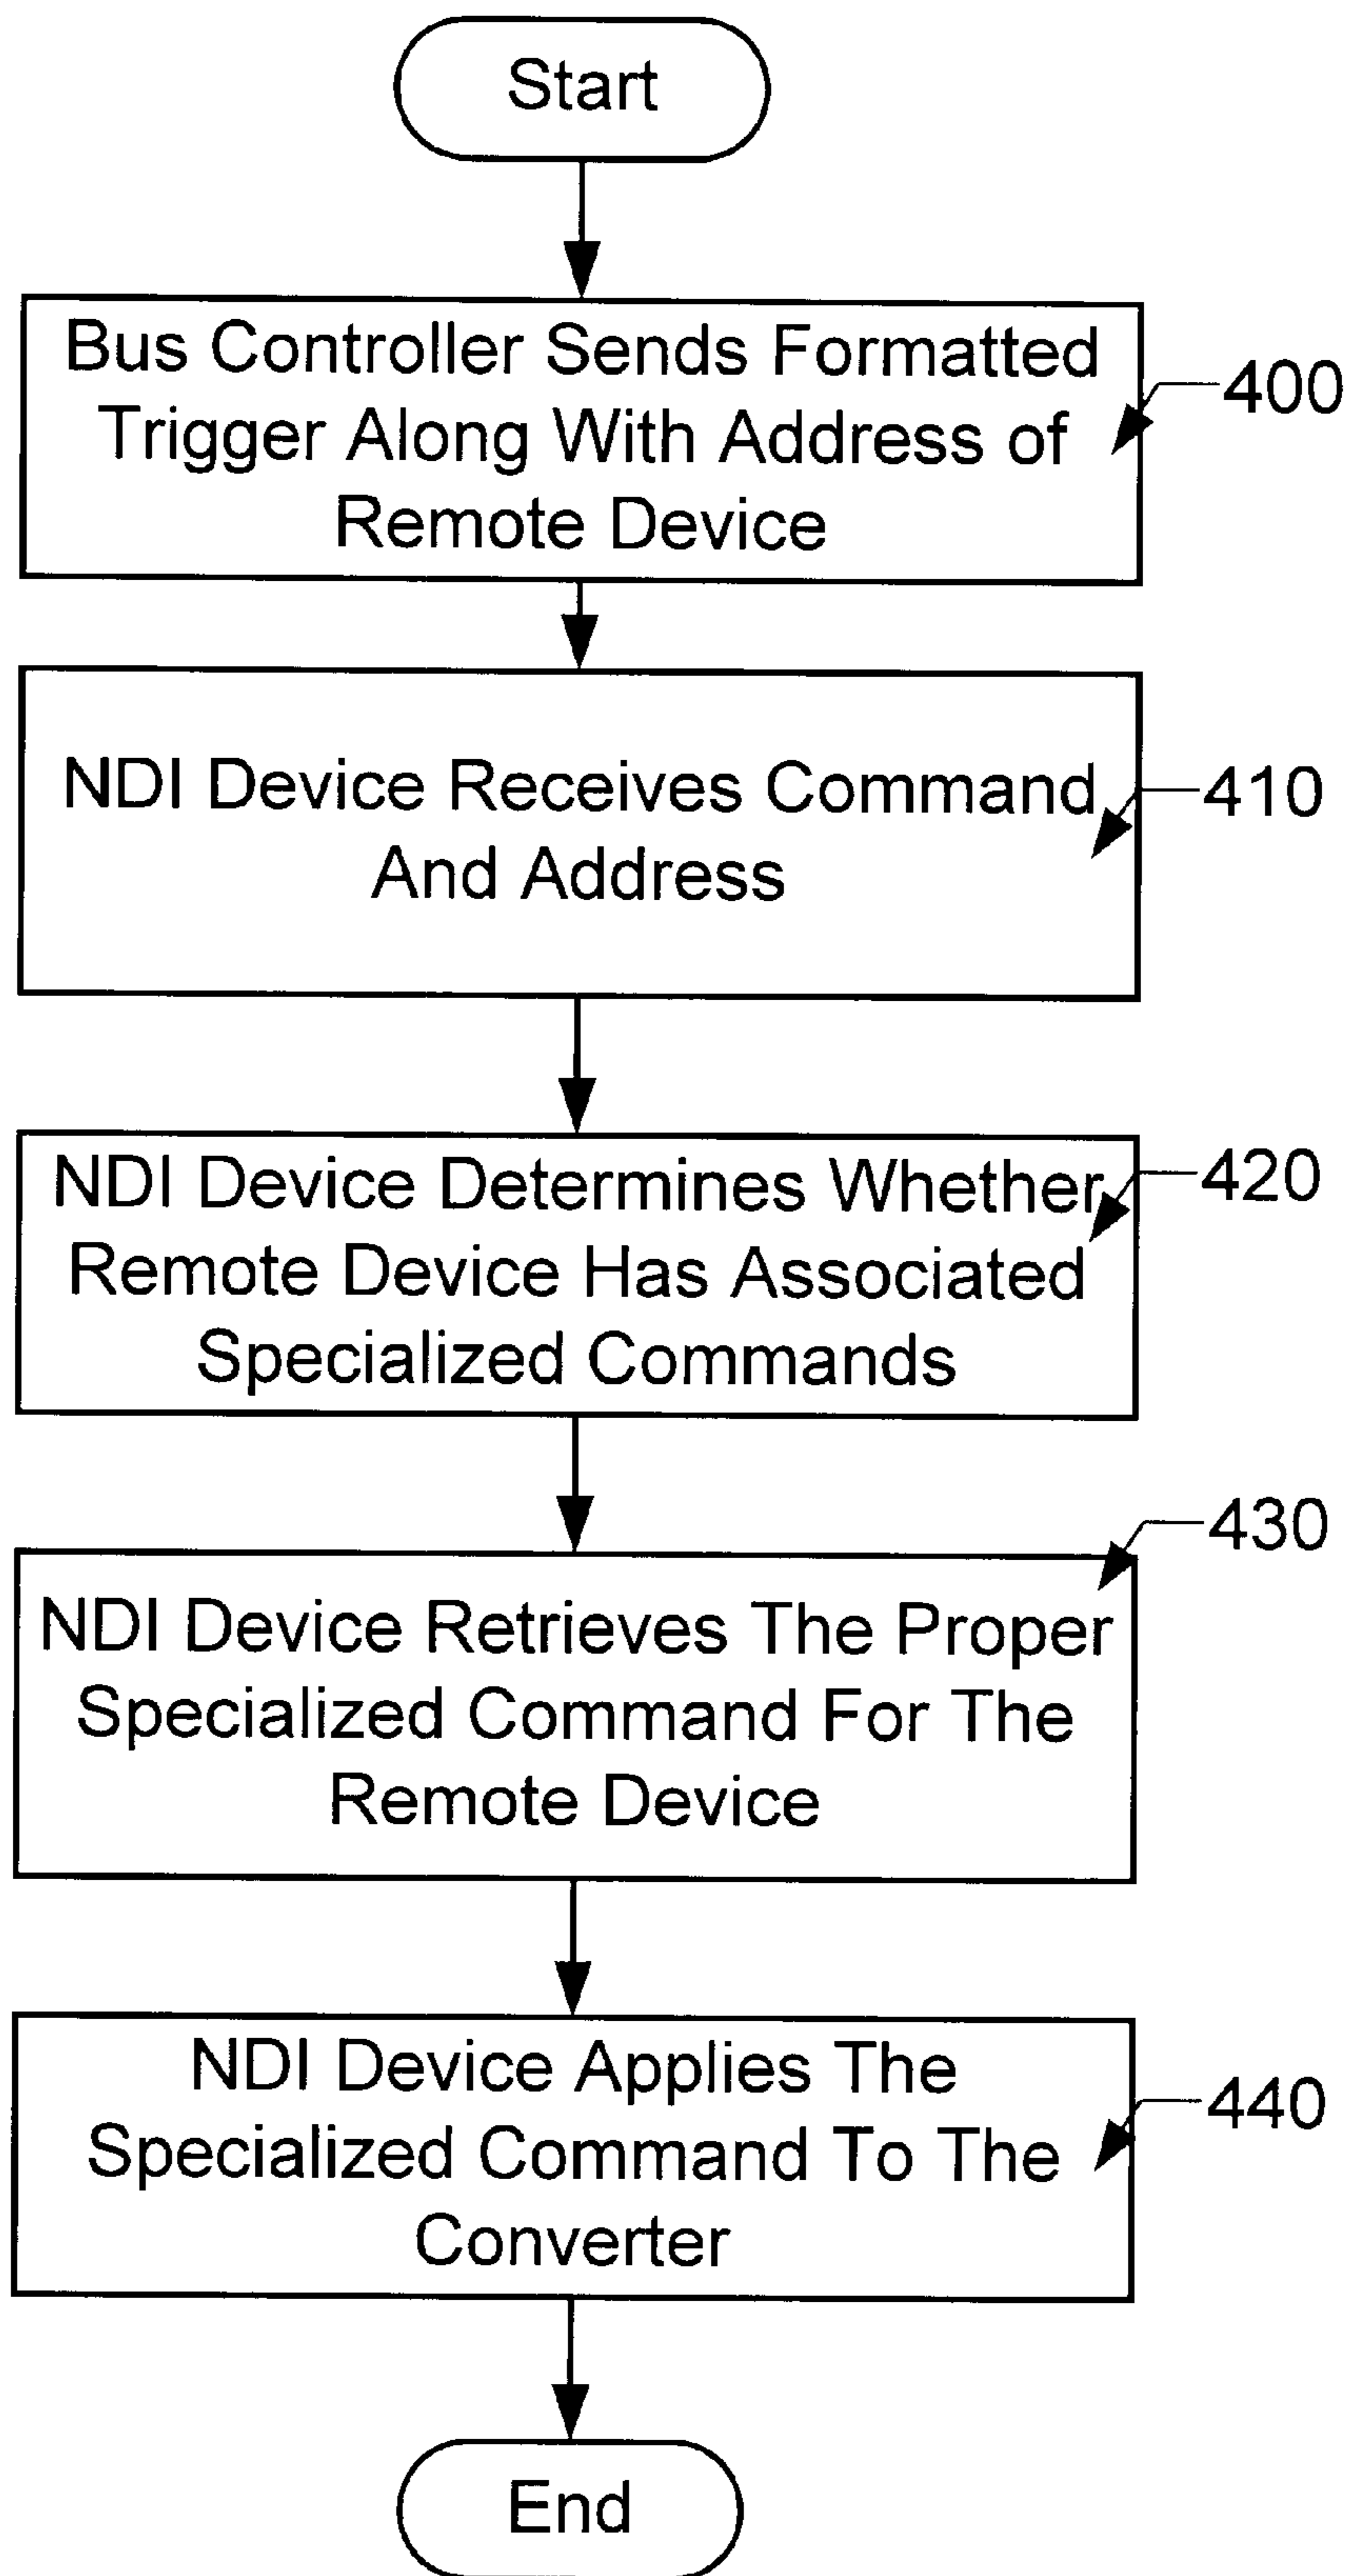 Start
Bus Controller Sends Formatted
Trigger Along With Address of
Remote Device
400
NDI Device Receives Command
And Address
410
NDI Device Determines Whether
Remote Device Has Associated
Specialized Commands
420
NDI Device Retrieves The Proper
Specialized Command For The
Remote Device
430
NDI Device Applies The
Specialized Command To The
Converter
440
End